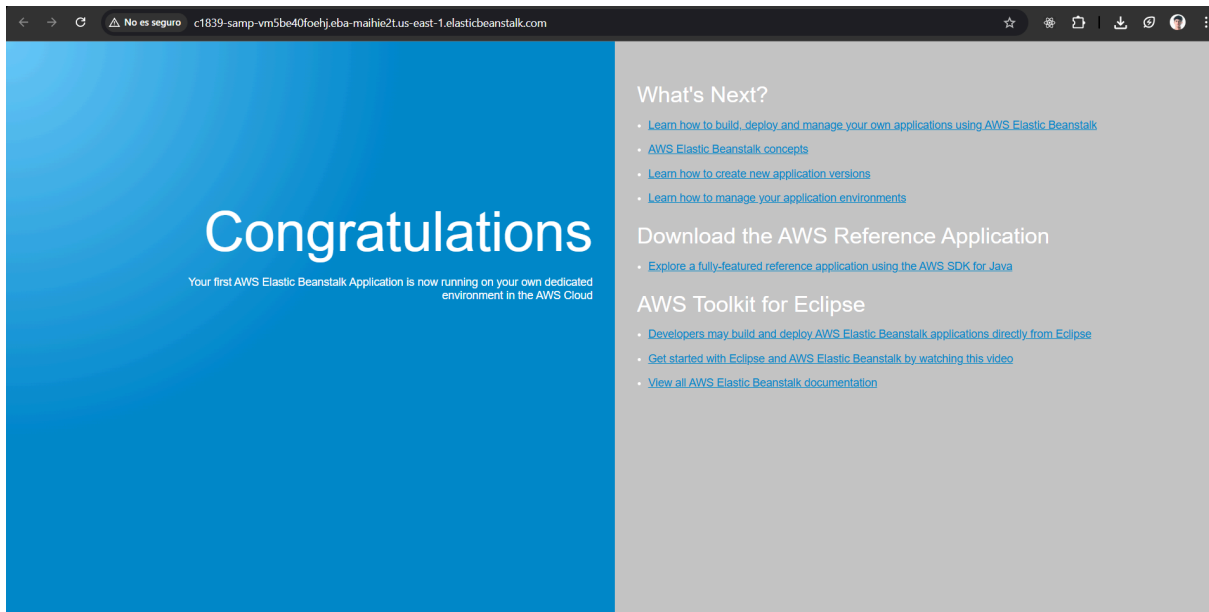 No es seguro c1839-samp-vm5be40foehj.eba-maihie2t.us-east-1.elasticbeanstalk.com
Congratulations
Your first AWS Elastic Beanstalk Application is now running on your own dedicated
environment in the AWS Cloud
What's Next?
Learn how to build, deploy and manage your own applications using AWS Elastic Beanstalk
AWS Elastic Beanstalk concepts
Learn how to create new application versions
Learn how to manage your application environments
Download the AWS Reference Application
Explore a fully-featured reference application using the AWS SDK for Java
AWS Toolkit for Eclipse
Developers may build and deploy AWS Elastic Beanstalk applications directly from Eclipse
Get started with Eclipse and AWS Elastic Beanstalk by watching this video
View all AWS Elastic Beanstalk documentation